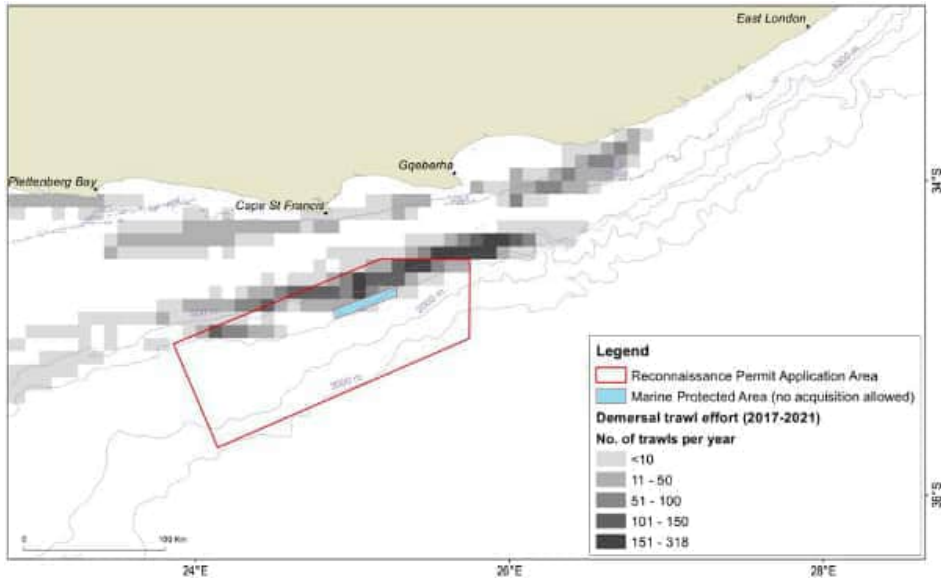 East London
1000 m
Gqeberha
Plettenberg Bay
Cape St Francis
34°S
2000 m
3000 m
Legend
Reconnaissance Permit Application Area
Marine Protected Area (no acquisition allowed)
Demersal trawl effort (2017-2021)
No. of trawls per year
<10
11 - 50
51 - 100
101 - 150
151 - 318
36°S
0
100 Km
24°E
26°E
28°E